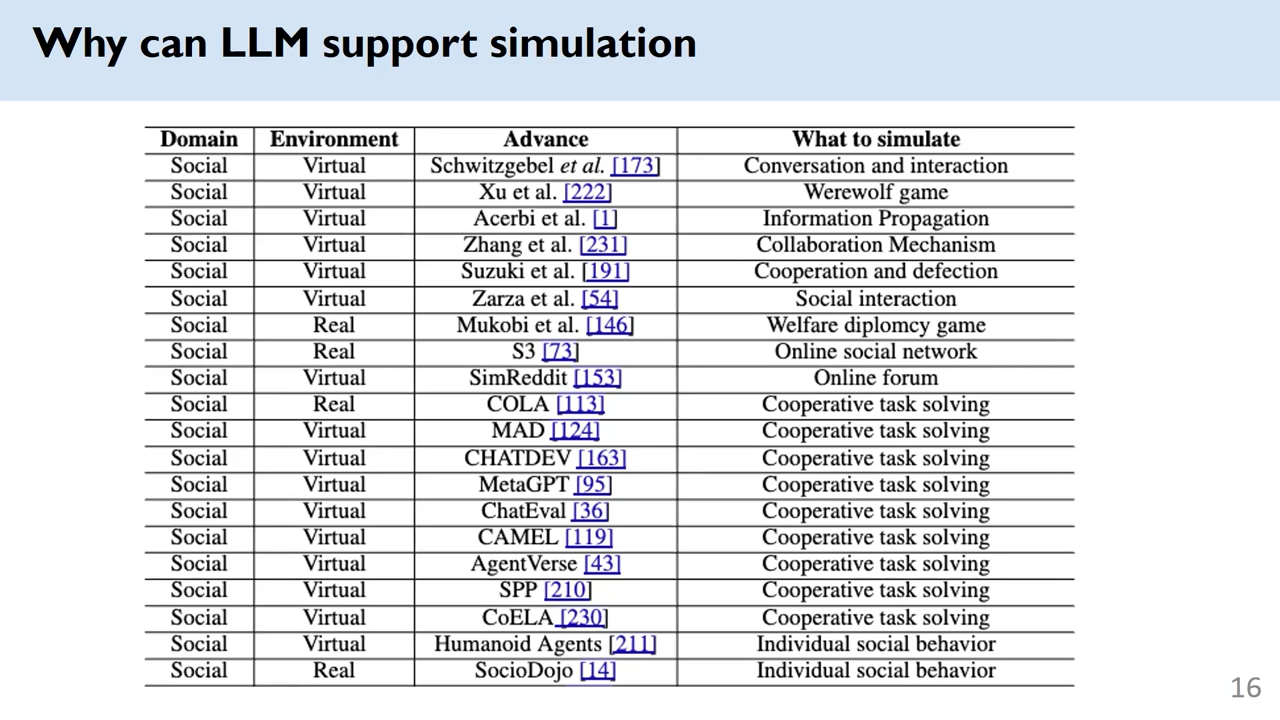 Why can LLM support simulation
Domain Environment Advance What to simulate
Social Virtual Schwitzgebel et al. [173] Conversation and interaction
Social Virtual Xu et al. [222] Werewolf game
Social Virtual Acerbi et al. [1] Information Propagation
Social Virtual Zhang et al. [231] Collaboration Mechanism
Social Virtual Suzuki et al. [191] Cooperation and defection
Social Virtual Zarza et al. [54] Social interaction
Social Real Mukobi et al. [146] Welfare diplomcy game
Social Real S3 [73] Online social network
Social Virtual SimReddit [153] Online forum
Social Real COLA [113] Cooperative task solving
Social Virtual MAD [124] Cooperative task solving
Social Virtual CHATDEV [163] Cooperative task solving
Social Virtual MetaGPT [95] Cooperative task solving
Social Virtual ChatEval [36] Cooperative task solving
Social Virtual CAMEL [119] Cooperative task solving
Social Virtual AgentVerse [43] Cooperative task solving
Social Virtual SPP [210] Cooperative task solving
Social Virtual CoELA [230] Cooperative task solving
Social Virtual Humanoid Agents [211] Individual social behavior
Social Real SocioDojo [14] Individual social behavior
16